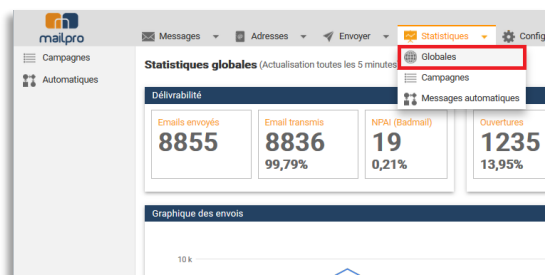 mailpro
Messages
Adresses
Envoyer
Statistiques
Config
Campagnes
Automatiques
Statistiques globales (Actualisation toutes les 5 minutes
Globales
Campagnes
Messages automatiques
Délivrabilité
Emails envoyés
8855
Email transmis
8836
99,79%
NPAI (Badmail)
19
0,21%
Ouvertures
1235
13,95%
Graphique des envois
10 k